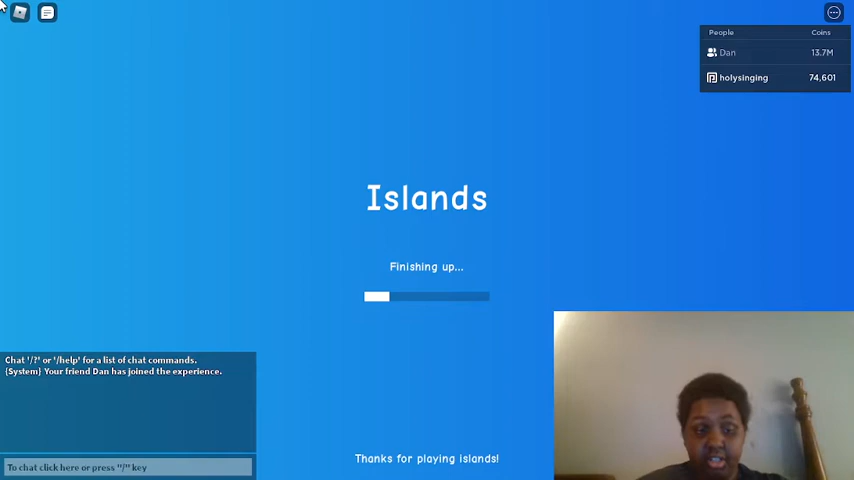 People Coins
Dan 13.7M
holysinging 74,601
Islands
Finishing up...
Chat '/?' or '/help' for a list of chat commands.
{System} Your friend Dan has joined the experience.
To chat click here or press "/" key
Thanks for playing islands!